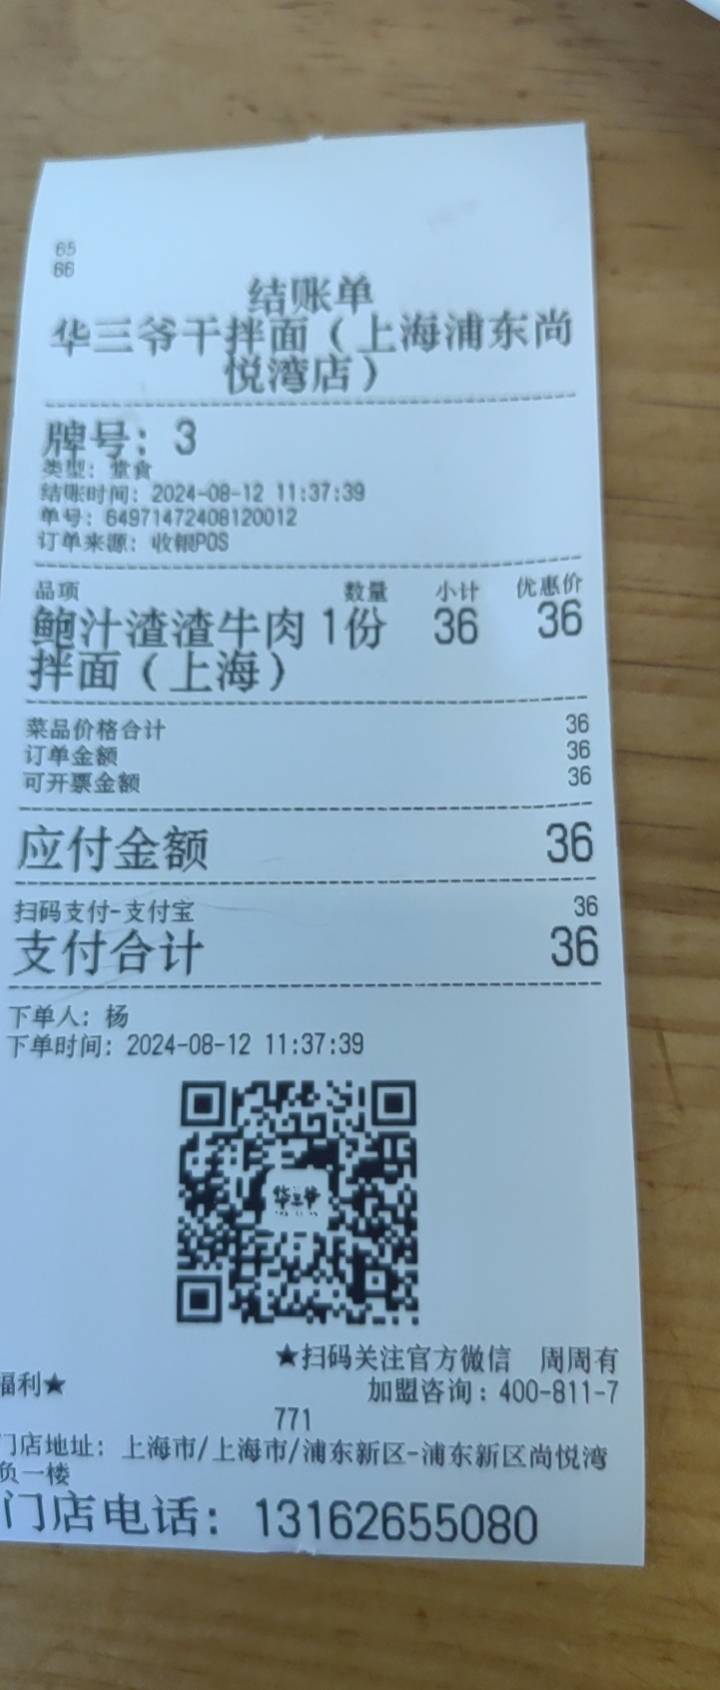 65
66
结账单
华三爷干拌面（上海浦东尚
悦湾店）
牌号：3
类型：堂食
结账时间：2024-08-12 11:37:39
单号：64971472408120012
订单来源：收银POS
品项 数量 小计 优惠价
鲍汁渣渣牛肉 1份 36 36
拌面（上海）
菜品价格合计 36
订单金额 36
可开票金额 36
应付金额 36
扫码支付-支付宝 36
支付合计 36
下单人：杨
下单时间：2024-08-12 11:37:39
华三爷
★扫码关注官方微信 周周有
福利★ 加盟咨询：400-811-7
771
门店地址：上海市/上海市/浦东新区-浦东新区尚悦湾
负一楼
门店电话：13162655080